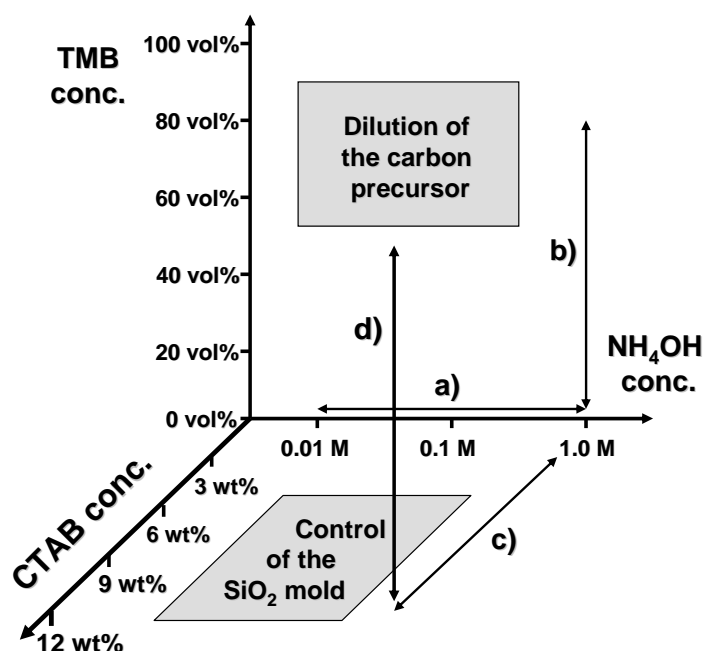 TMB
conc.
100 vol%
80 vol%
60 vol%
40 vol%
20 vol%
0 vol%
Dilution of
the carbon
precursor
b)
d)
a)
NH₄OH
conc.
0.01 M
0.1 M
1.0 M
CTAB conc.
3 wt%
6 wt%
9 wt%
12 wt%
Control
of the
SiO₂ mold
c)